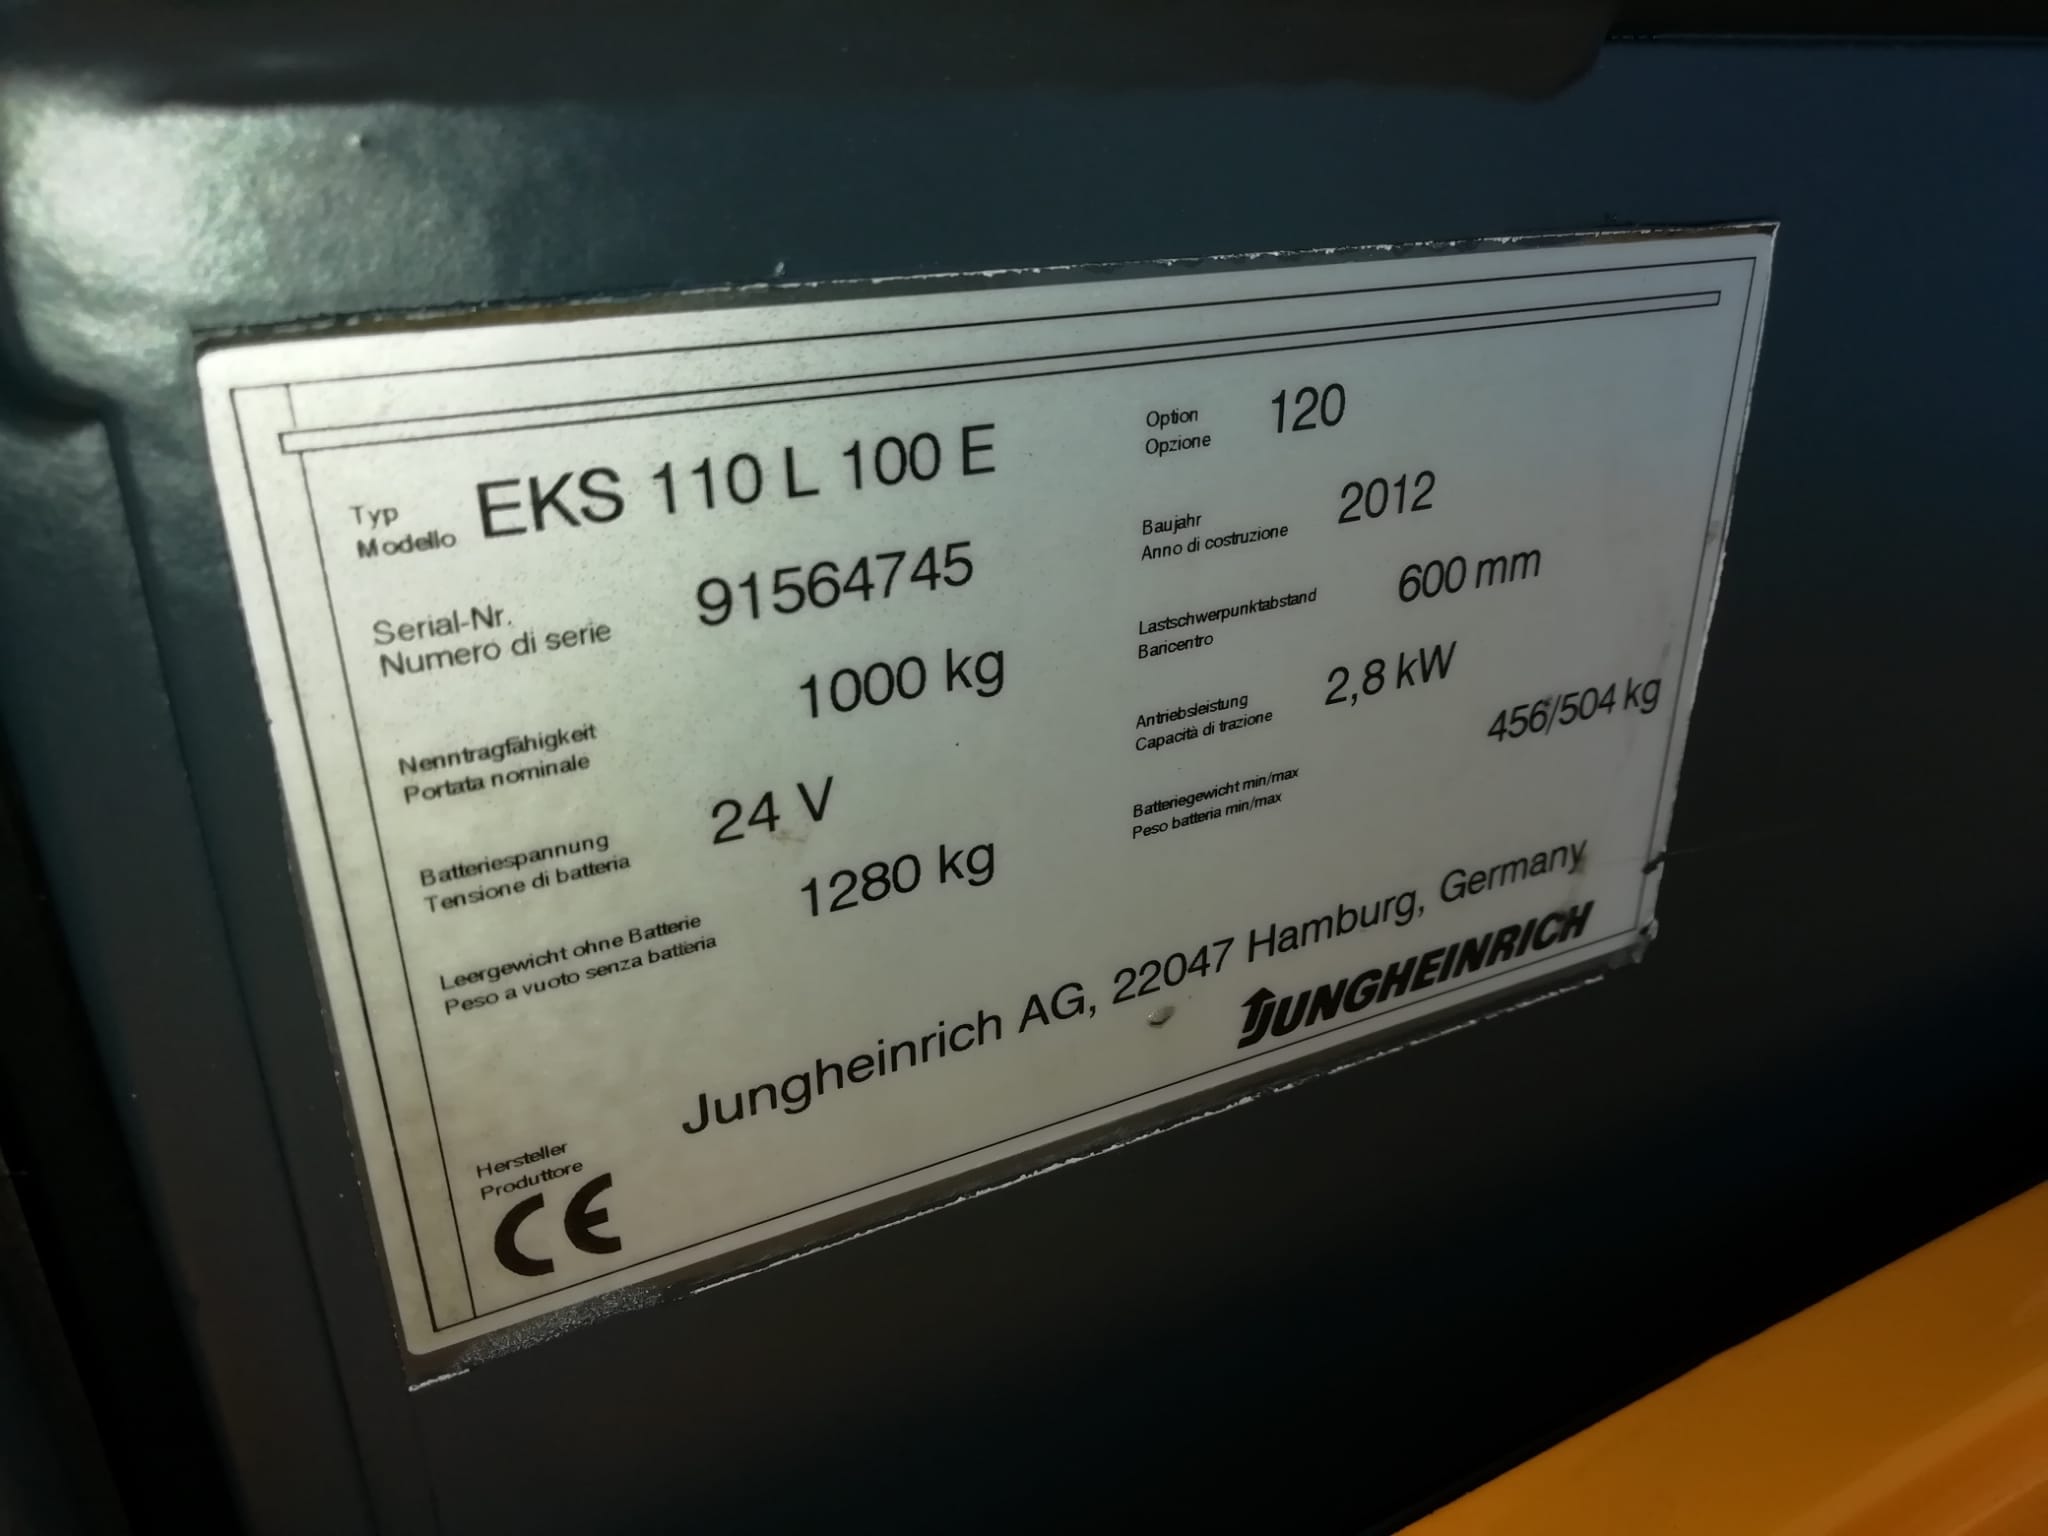 Typ
Modello
EKS 110 L 100 E
Option
Opzione
120
Serial-Nr.
Numero di serie
91564745
Baujahr
Anno di costruzione
2012
Nenntragfähigkeit
Portata nominale
1000 kg
Lastschwerpunktabstand
Baricentro
600 mm
Batteriespannung
Tensione di batteria
24 V
Antriebsleistung
Capacità di trazione
2,8 kW
Leergewicht ohne Batterie
Peso a vuoto senza batteria
1280 kg
Batteriegewicht min/max
Peso batteria min/max
456/504 kg
Hersteller
Produttore
Jungheinrich AG, 22047 Hamburg, Germany
JUNGHEINRICH
CE